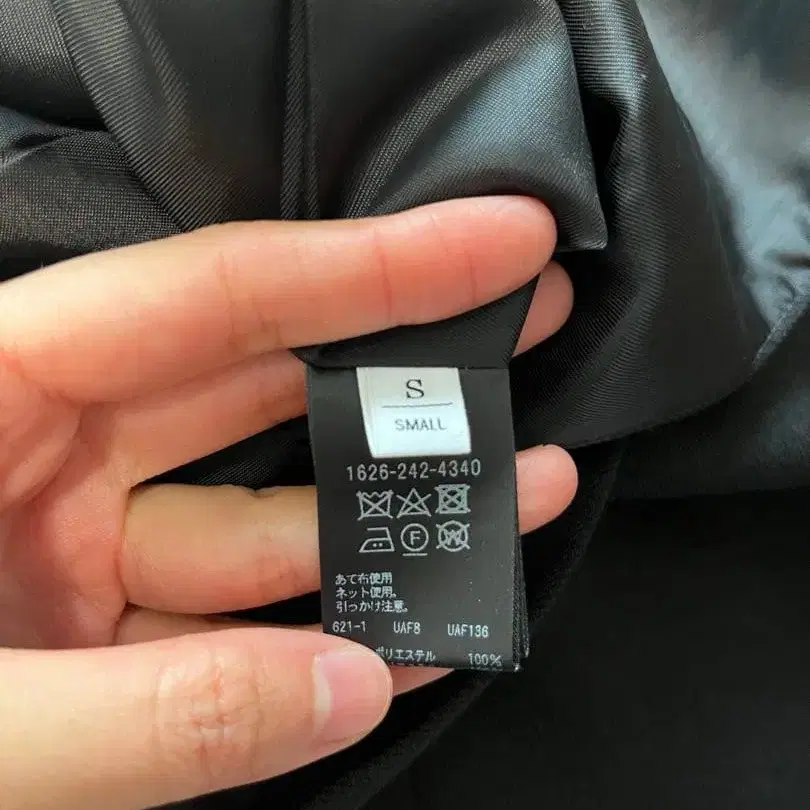 S
SMALL
1626-242-4340
F W
あて布使用
ネット使用。
引っかけ注意。
621-1 UAF8 UAF136
ポリエステル 100%